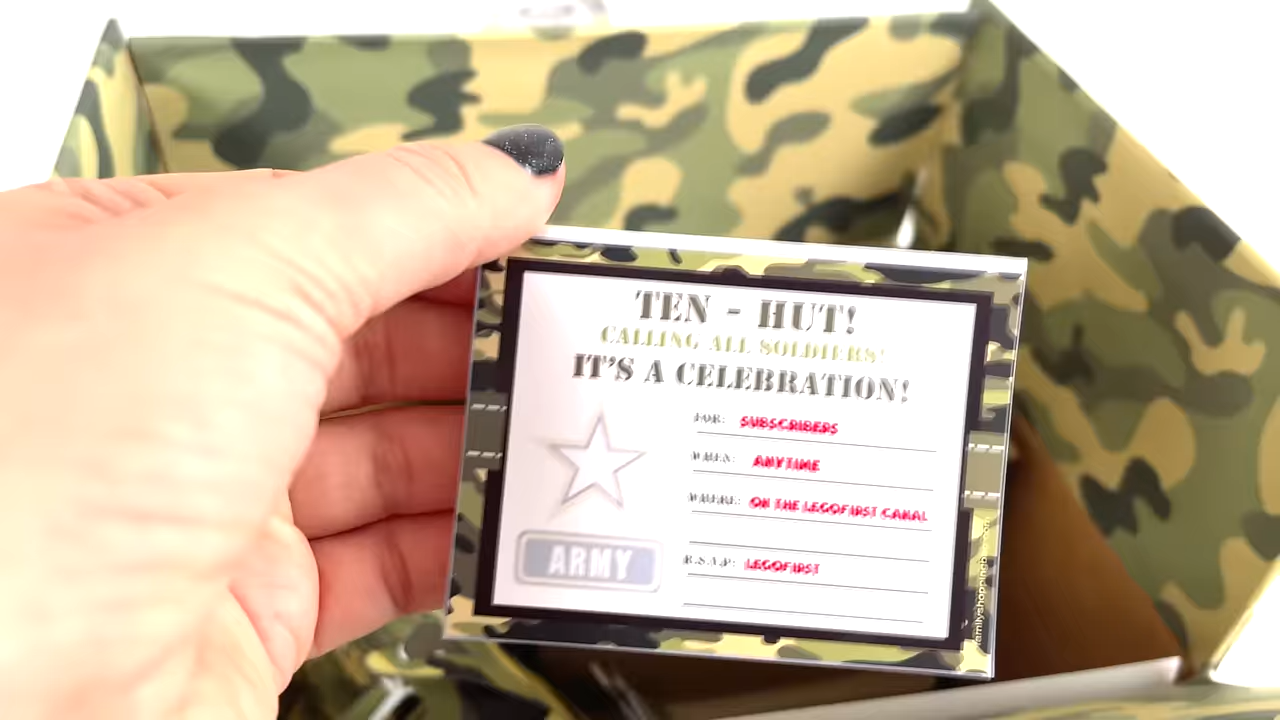 TEN - HUT!
CALLING ALL SOLDIERS!
IT'S A CELEBRATION!
FOR: SUBSCRIBERS
WHEN: ANYTIME
WHERE: ON THE LEGOFIRST CANAL
R.S.V.P: LEGOFIRST
ARMY